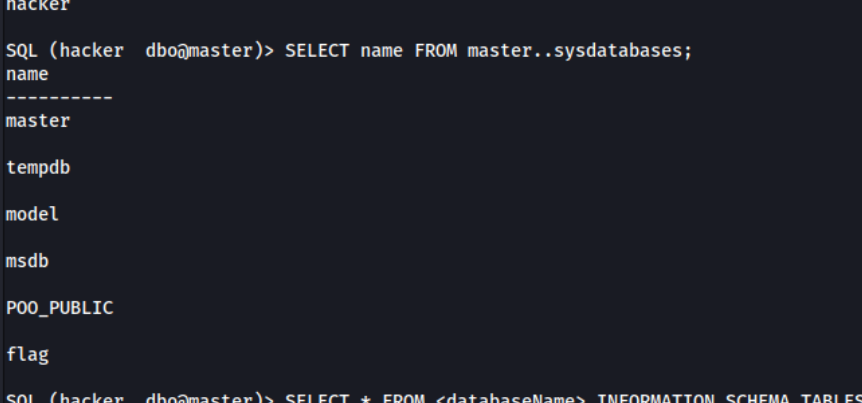 hacker
SQL (hacker  dbo@master)> SELECT name FROM master..sysdatabases;
name
----------
master
tempdb
model
msdb
POO_PUBLIC
flag
SQL (hacker  dbo@master)> SELECT * FROM <databaseName>.INFORMATION_SCHEMA.TABLES